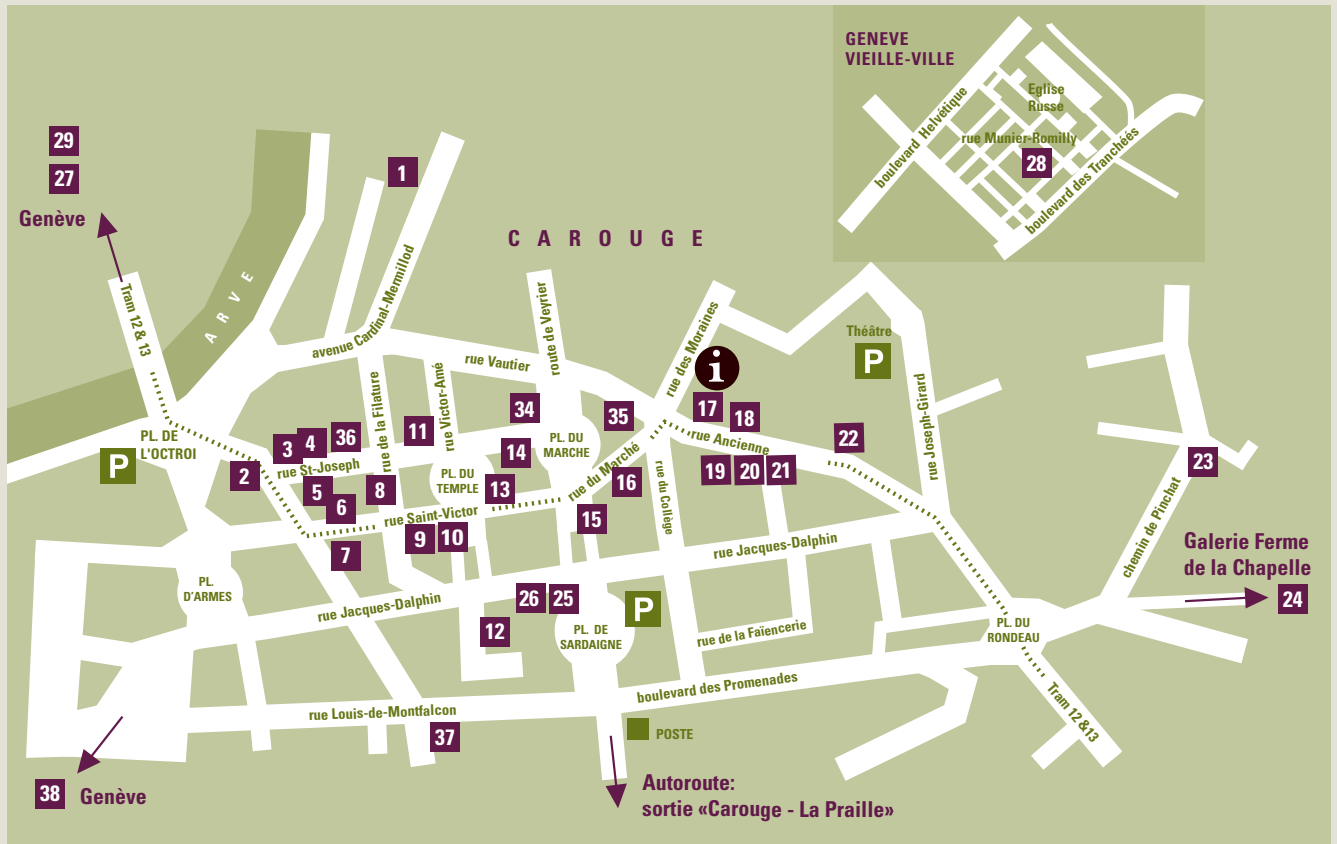 GENEVE
VIEILLE-VILLE
Eglise
Russe
boulevard Helvétique
rue Munier-Romilly
28
boulevard des Tranchéés
29
27
Genève
1
CAROUGE
ARVE
Tram 12 & 13
avenue Cardinal-Mermillod
route de Veyrier
rue des Moraines
i
Théâtre
P
rue Vautier
rue Victor-Amé
rue de la Filature
rue Joseph-Girard
34
35
17
18
11
36
4
3
PL. DE
L'OCTROI
P
2
rue St-Joseph
14
PL. DU
MARCHE
rue du Marché
rue Ancienne
22
19
20
21
23
5
6
8
PL. DU
TEMPLE
13
16
15
rue du Collège
rue Saint-Victor
9
10
7
rue Jacques-Dalphin
chemin de Pinchat
Galerie Ferme
de la Chapelle
24
PL.
D'ARMES
rue Jacques-Dalphin
26
25
P
12
PL. DE
SARDAIGNE
rue de la Faïencerie
PL. DU
RONDEAU
boulevard des Promenades
Tram 12 &13
rue Louis-de-Montfalcon
37
POSTE
38
Genève
Autoroute:
sortie «Carouge - La Praille»